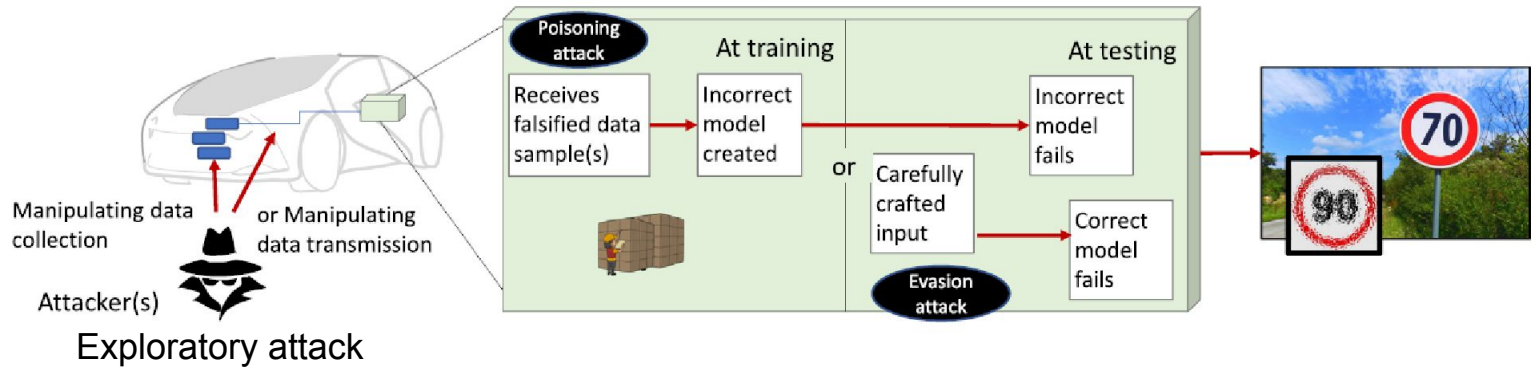 Poisoning
attack
At training
At testing
Receives
falsified data
sample(s)
Incorrect
model
created
Incorrect
model
fails
or
Carefully
crafted
input
Correct
model
fails
Evasion
attack
Manipulating data
collection
or Manipulating
data transmission
Attacker(s)
Exploratory attack
70
90